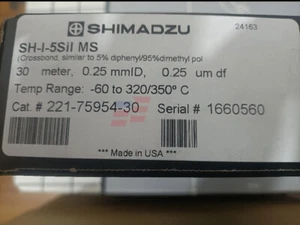 SHIMADZU
24163
SH-I-5Sil MS
(Crossbond, similar to 5% diphenyl/95%dimethyl pol
30 meter, 0.25 mmID, 0.25 um df
Temp Range: -60 to 320/350º C
Cat. # 221-75954-30 Serial # 1660560
*** Made in USA ***